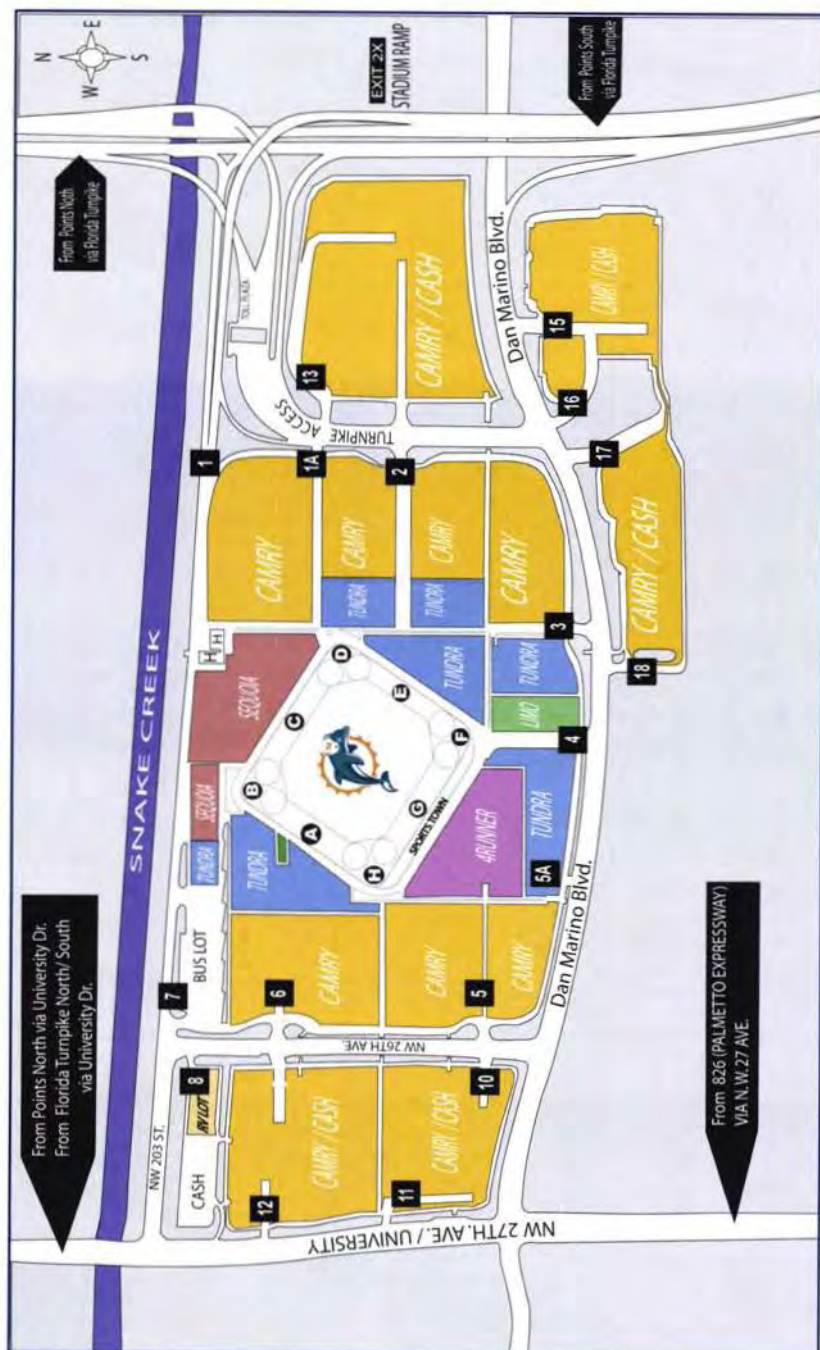 From Points North via University Dr.
From Florida Turnpike North/ South
via University Dr.
SNAKE CREEK
From Points Noth
via Florida Turnpike
N
E
W
S
NW 203 ST.
7
1
TOLL PLAZA
EXIT 2X
STADIUM RAMP
CASH
RV LOT
8
BUS LOT
TUNDRA
SEQUOIA
H
H
SEQUOIA
CAMRY
1A
TURNPIKE ACCESS
13
12
CAMRY / CASH
6
CAMRY
TUNDRA
A
B
C
D
E
F
G
H
SPORTS TOWN
TUNDRA
CAMRY
TUNDRA
CAMRY
2
CAMRY / CASH
NW 26TH AVE.
11
CAMRY / CASH
10
5
CAMRY
CAMRY
4RUNNER
5A
TUNDRA
TUNDRA
LIMO
TUNDRA
4
3
CAMRY
NW 27TH. AVE. / UNIVERSITY
Dan Marino Blvd.
Dan Marino Blvd.
18
CAMRY / CASH
17
16
15
CAMRY / CASH
From Points South
via Florida Turnpike
From 826 (PALMETTO EXPRESSWAY)
VIA N.W. 27 AVE.